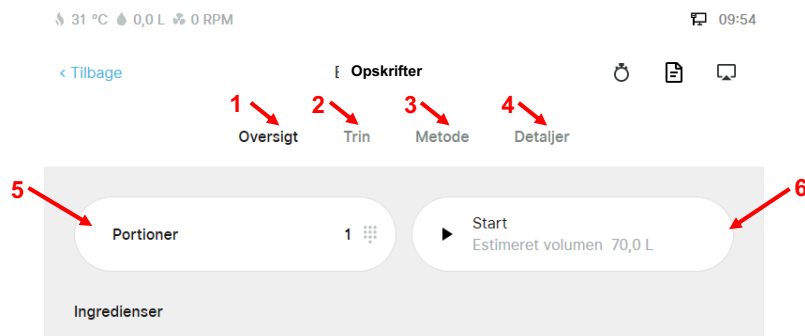 31 °C 0,0 L 0 RPM 09:54
< Tilbage Opskrifter
1 2 3 4
Oversigt Trin Metode Detaljer
5 6
Portioner 1 Start
Estimeret volumen 70,0 L
Ingredienser